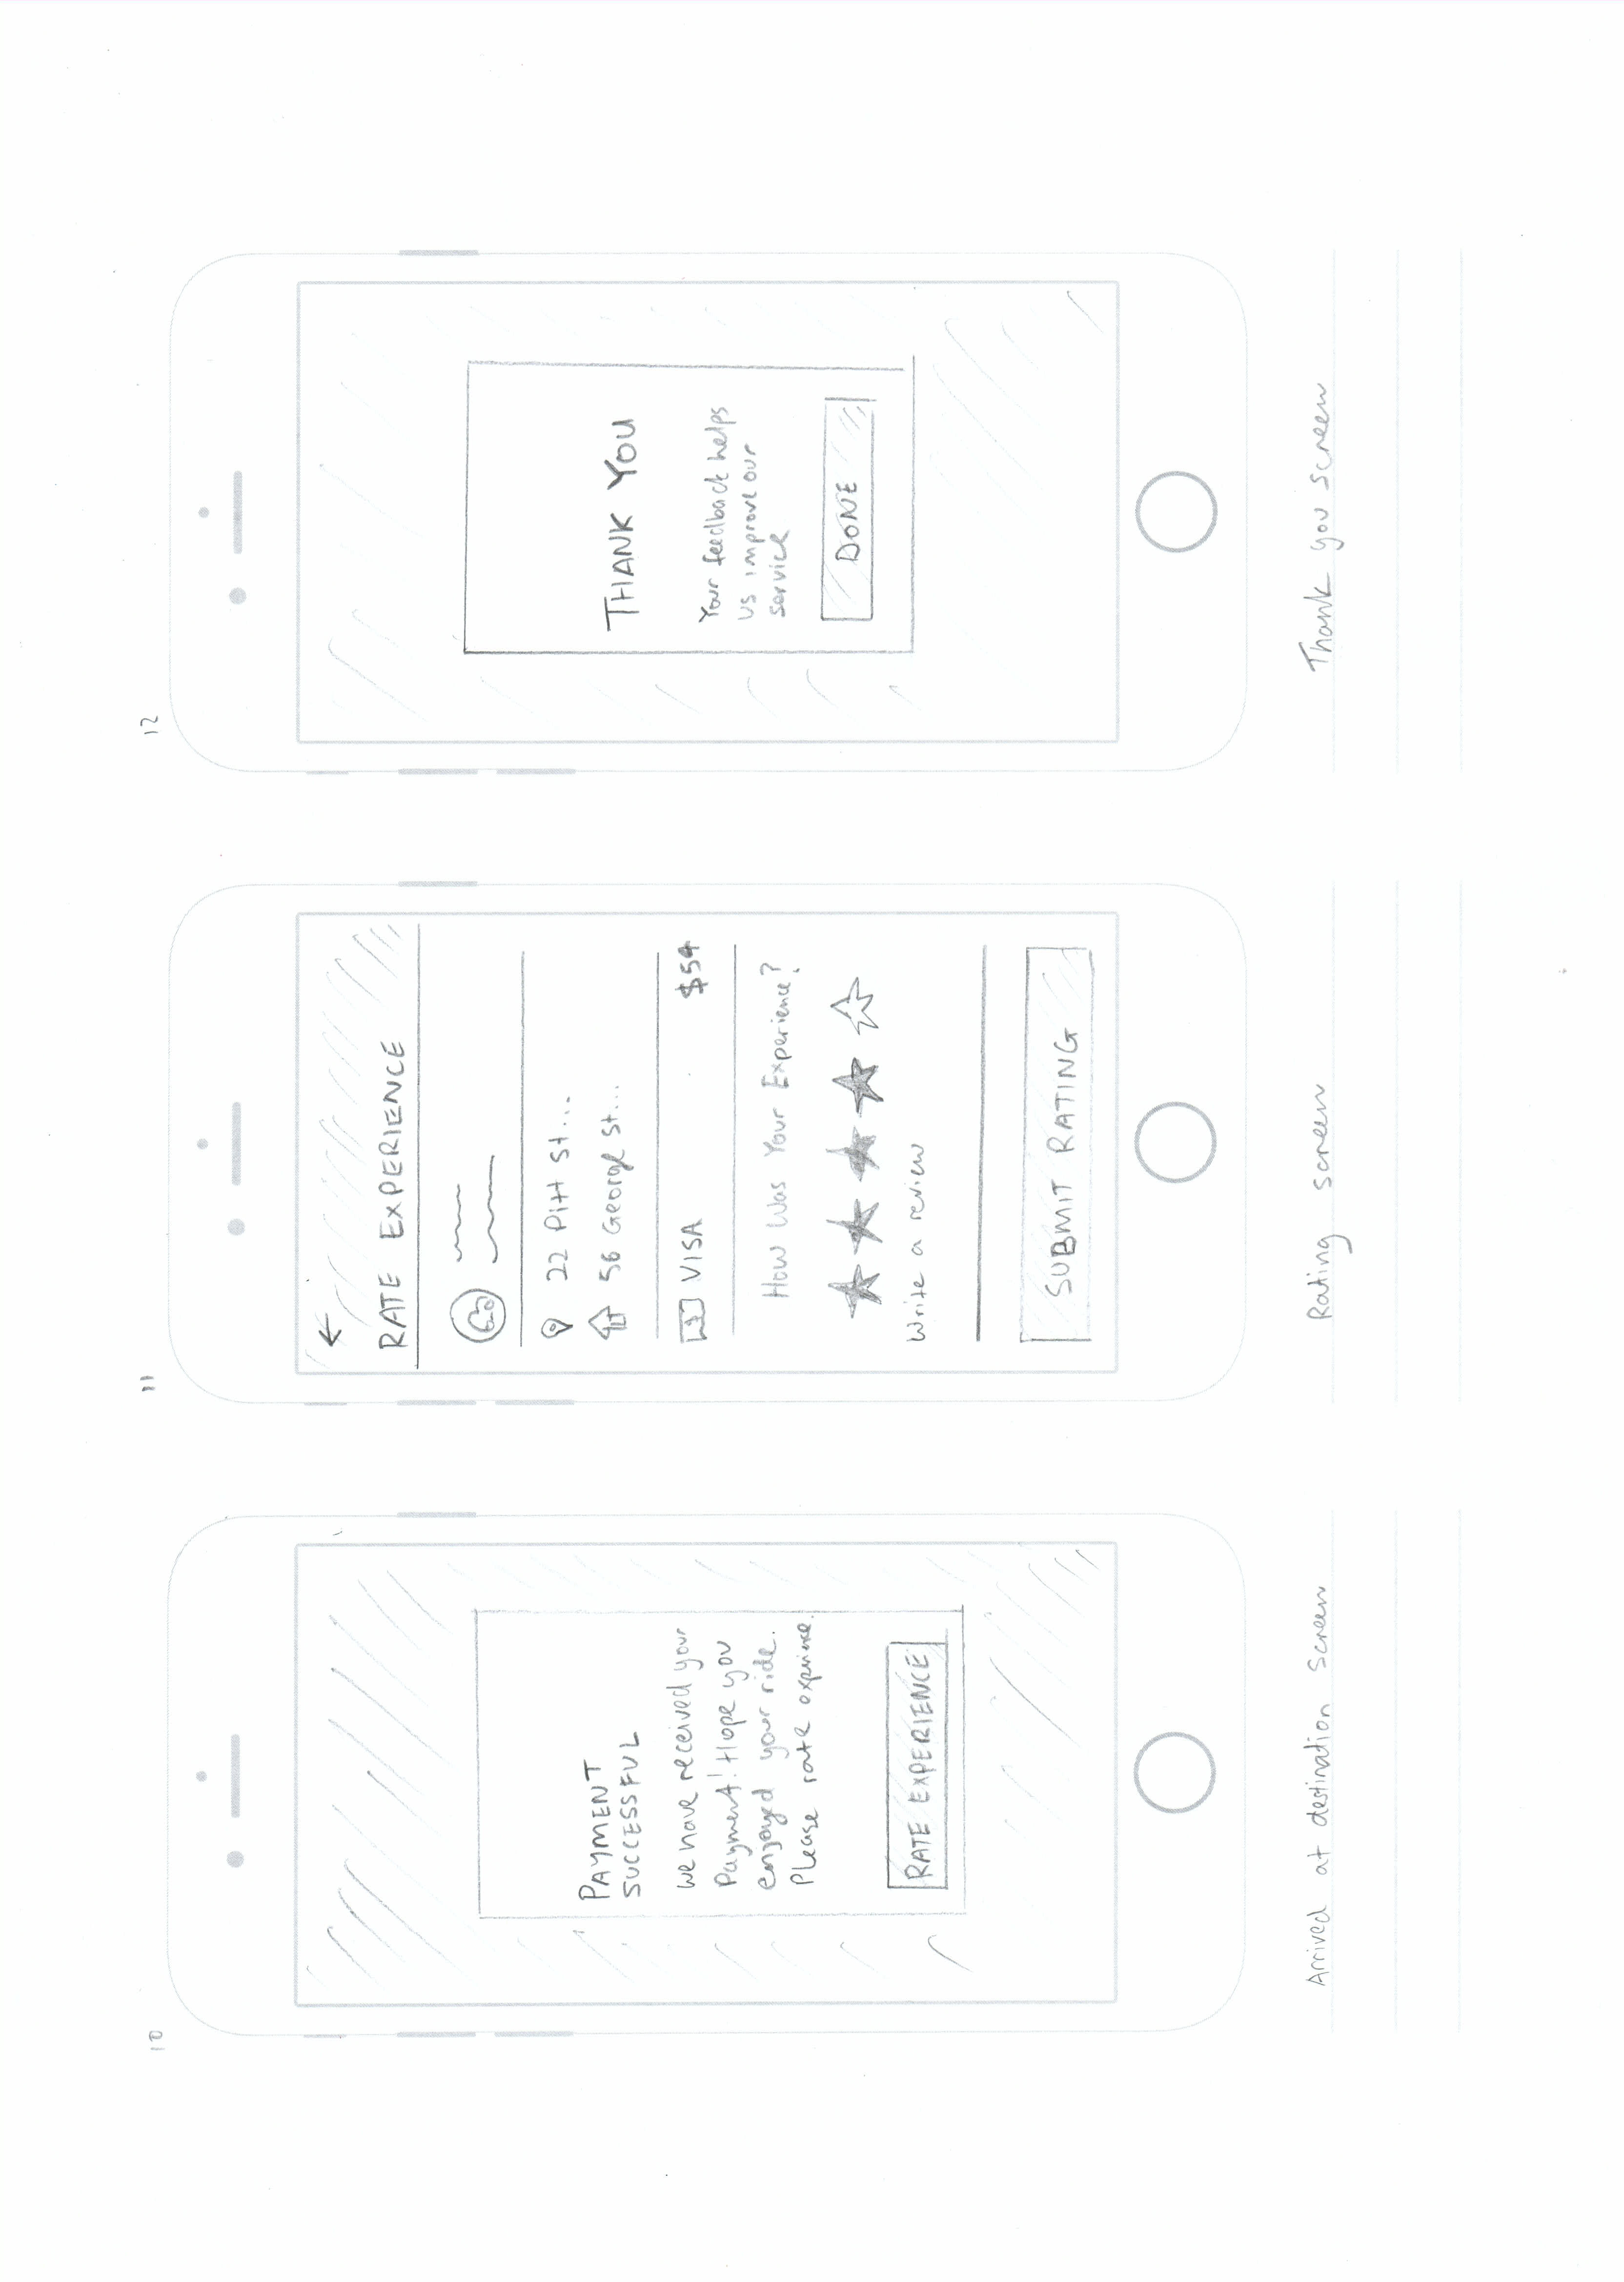 10
PAYMENT
SUCCESSFUL
We have received your
Payment! Hope you
enjoyed your ride.
Please rate experience.
RATE EXPERIENCE
Arrived at destination Screen
11
RATE EXPERIENCE
22 Pitt St...
56 George St...
$ VISA $54
How Was Your Experience?
Write a review
SUBMIT RATING
Rating screen
12
THANK YOU
Your feedback helps
us improve our
service
DONE
Thank you screen